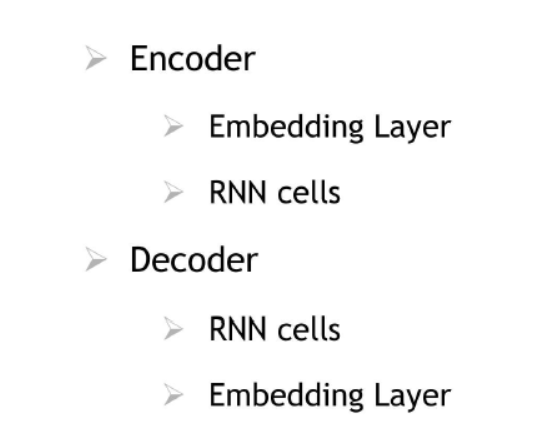 Encoder
Embedding Layer
RNN cells
Decoder
RNN cells
Embedding Layer